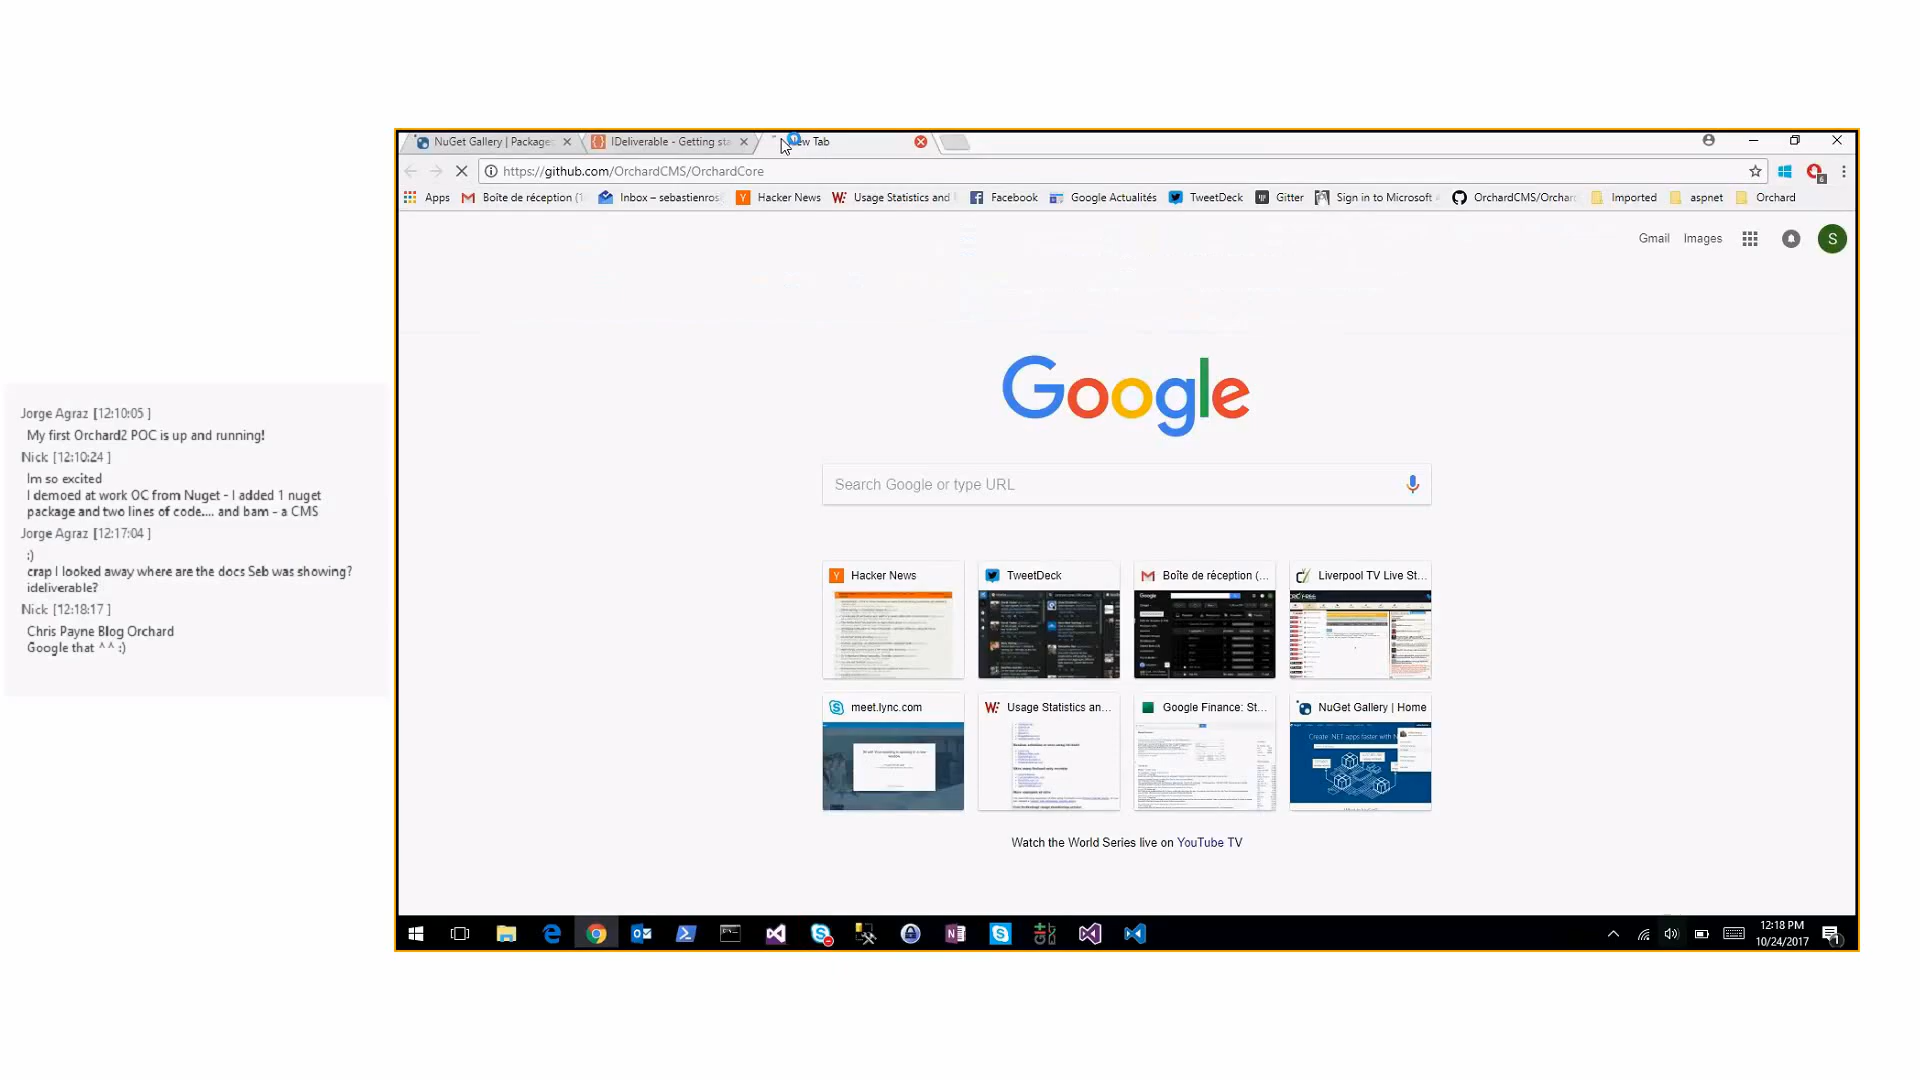 NuGet Gallery | Package
IDeliverable - Getting sta
ew Tab
https://github.com/OrchardCMS/OrchardCore
Apps
Boîte de réception (1
Inbox – sebastienros
Hacker News
Usage Statistics and
Facebook
Google Actualités
TweetDeck
Gitter
Sign in to Microsoft
OrchardCMS/Orchar
Imported
aspnet
Orchard
Gmail
Images
S
Google
Search Google or type URL
Hacker News
TweetDeck
Boîte de réception (...
Liverpool TV Live St...
meet.lync.com
Usage Statistics an...
Google Finance: St...
NuGet Gallery | Home
Watch the World Series live on YouTube TV
Jorge Agraz [12:10:05 ]
My first Orchard2 POC is up and running!
Nick [12:10:24 ]
Im so excited
I demoed at work OC from Nuget - I added 1 nuget
package and two lines of code.... and bam - a CMS
Jorge Agraz [12:17:04 ]
:)
crap I looked away where are the docs Seb was showing?
ideliverable?
Nick [12:18:17 ]
Chris Payne Blog Orchard
Google that ^ ^ :)
12:18 PM
10/24/2017